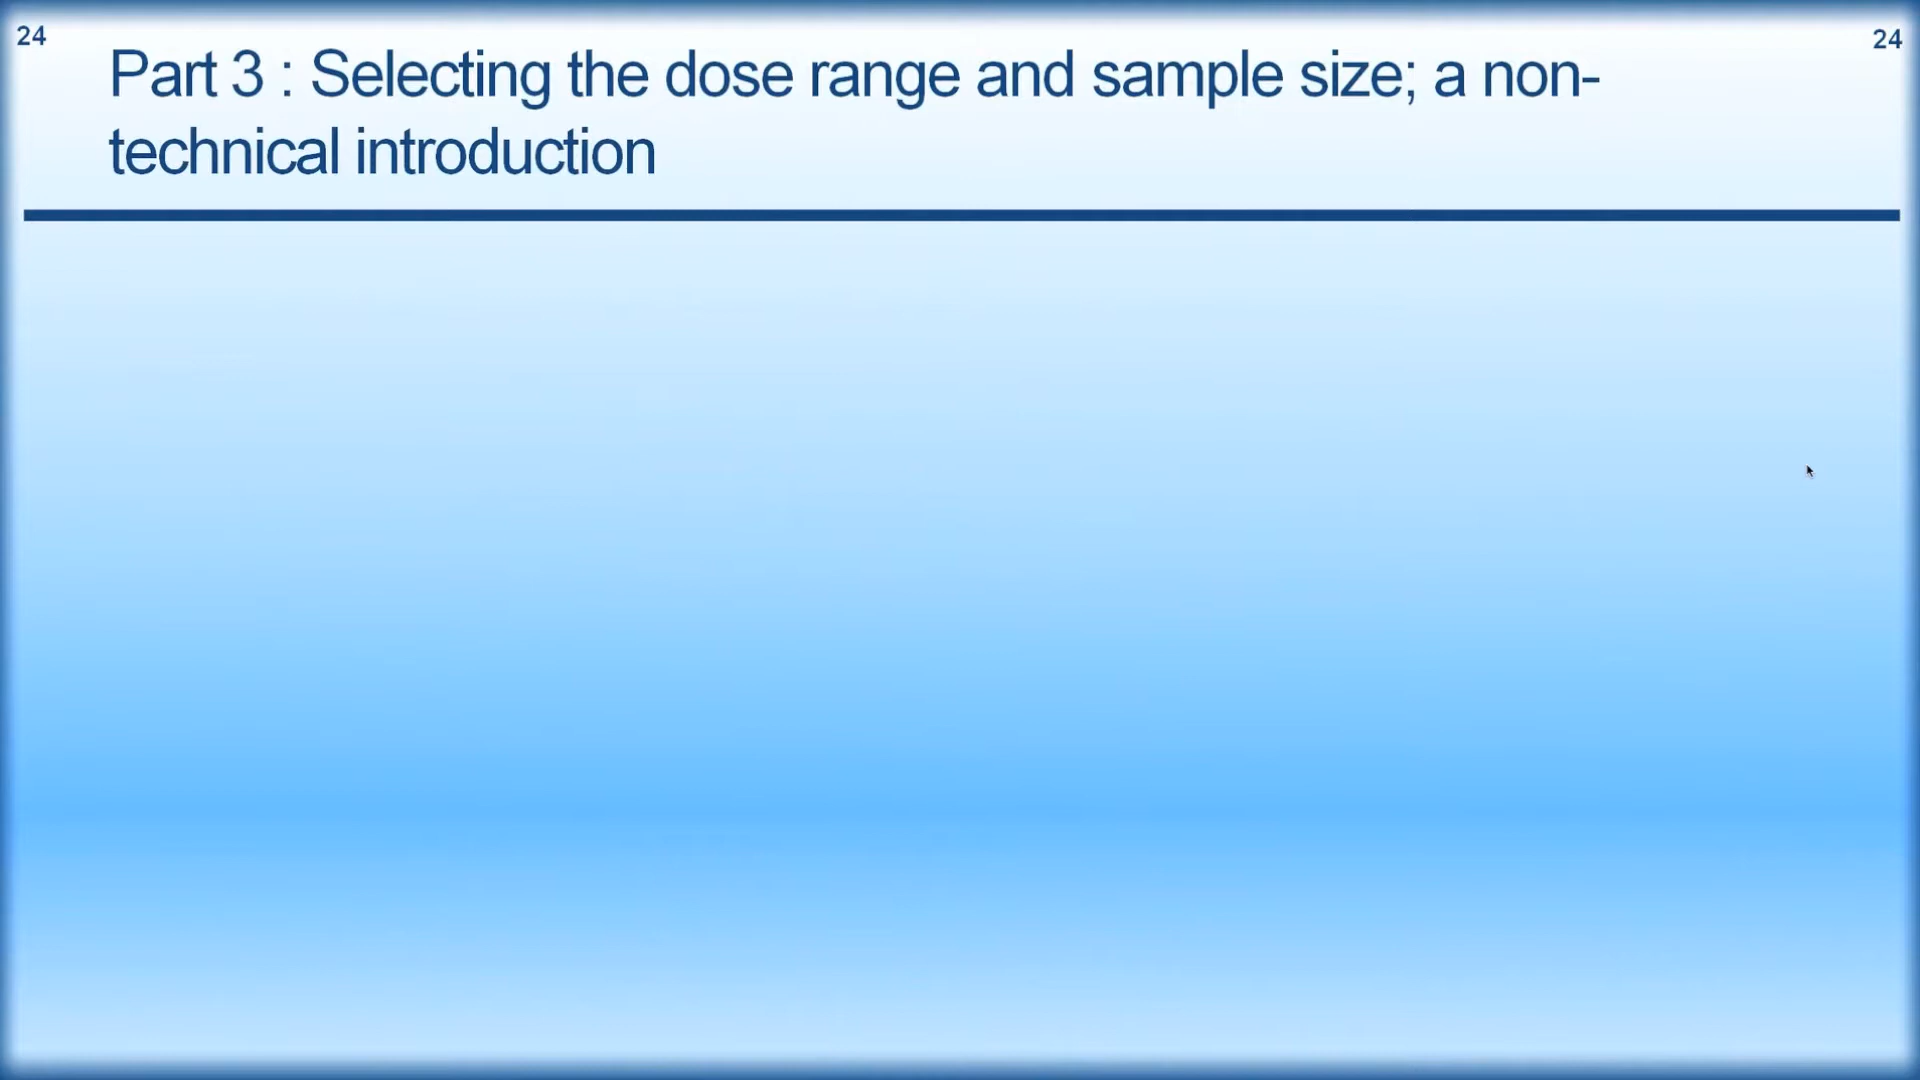 24
24
Part 3 : Selecting the dose range and sample size; a non-
technical introduction